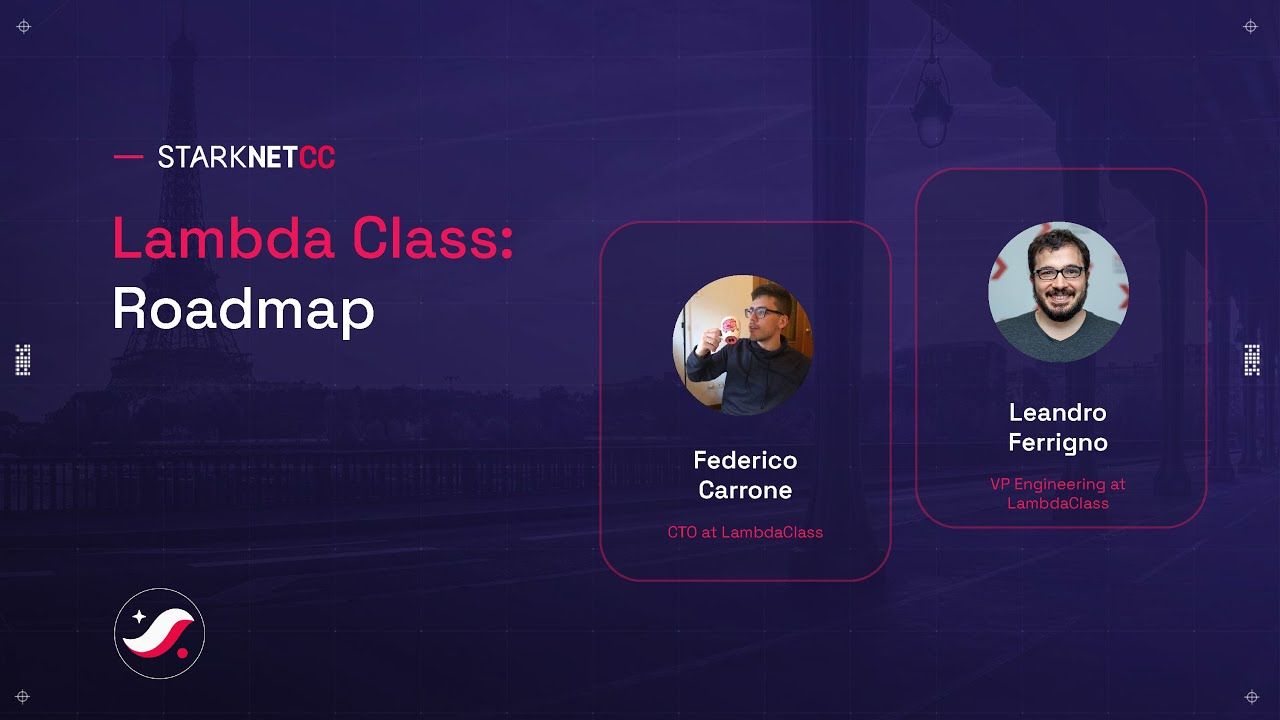 STARKNETCC
Lambda Class:
Roadmap
Federico
Carrone
CTO at LambdaClass
Leandro
Ferrigno
VP Engineering at
LambdaClass